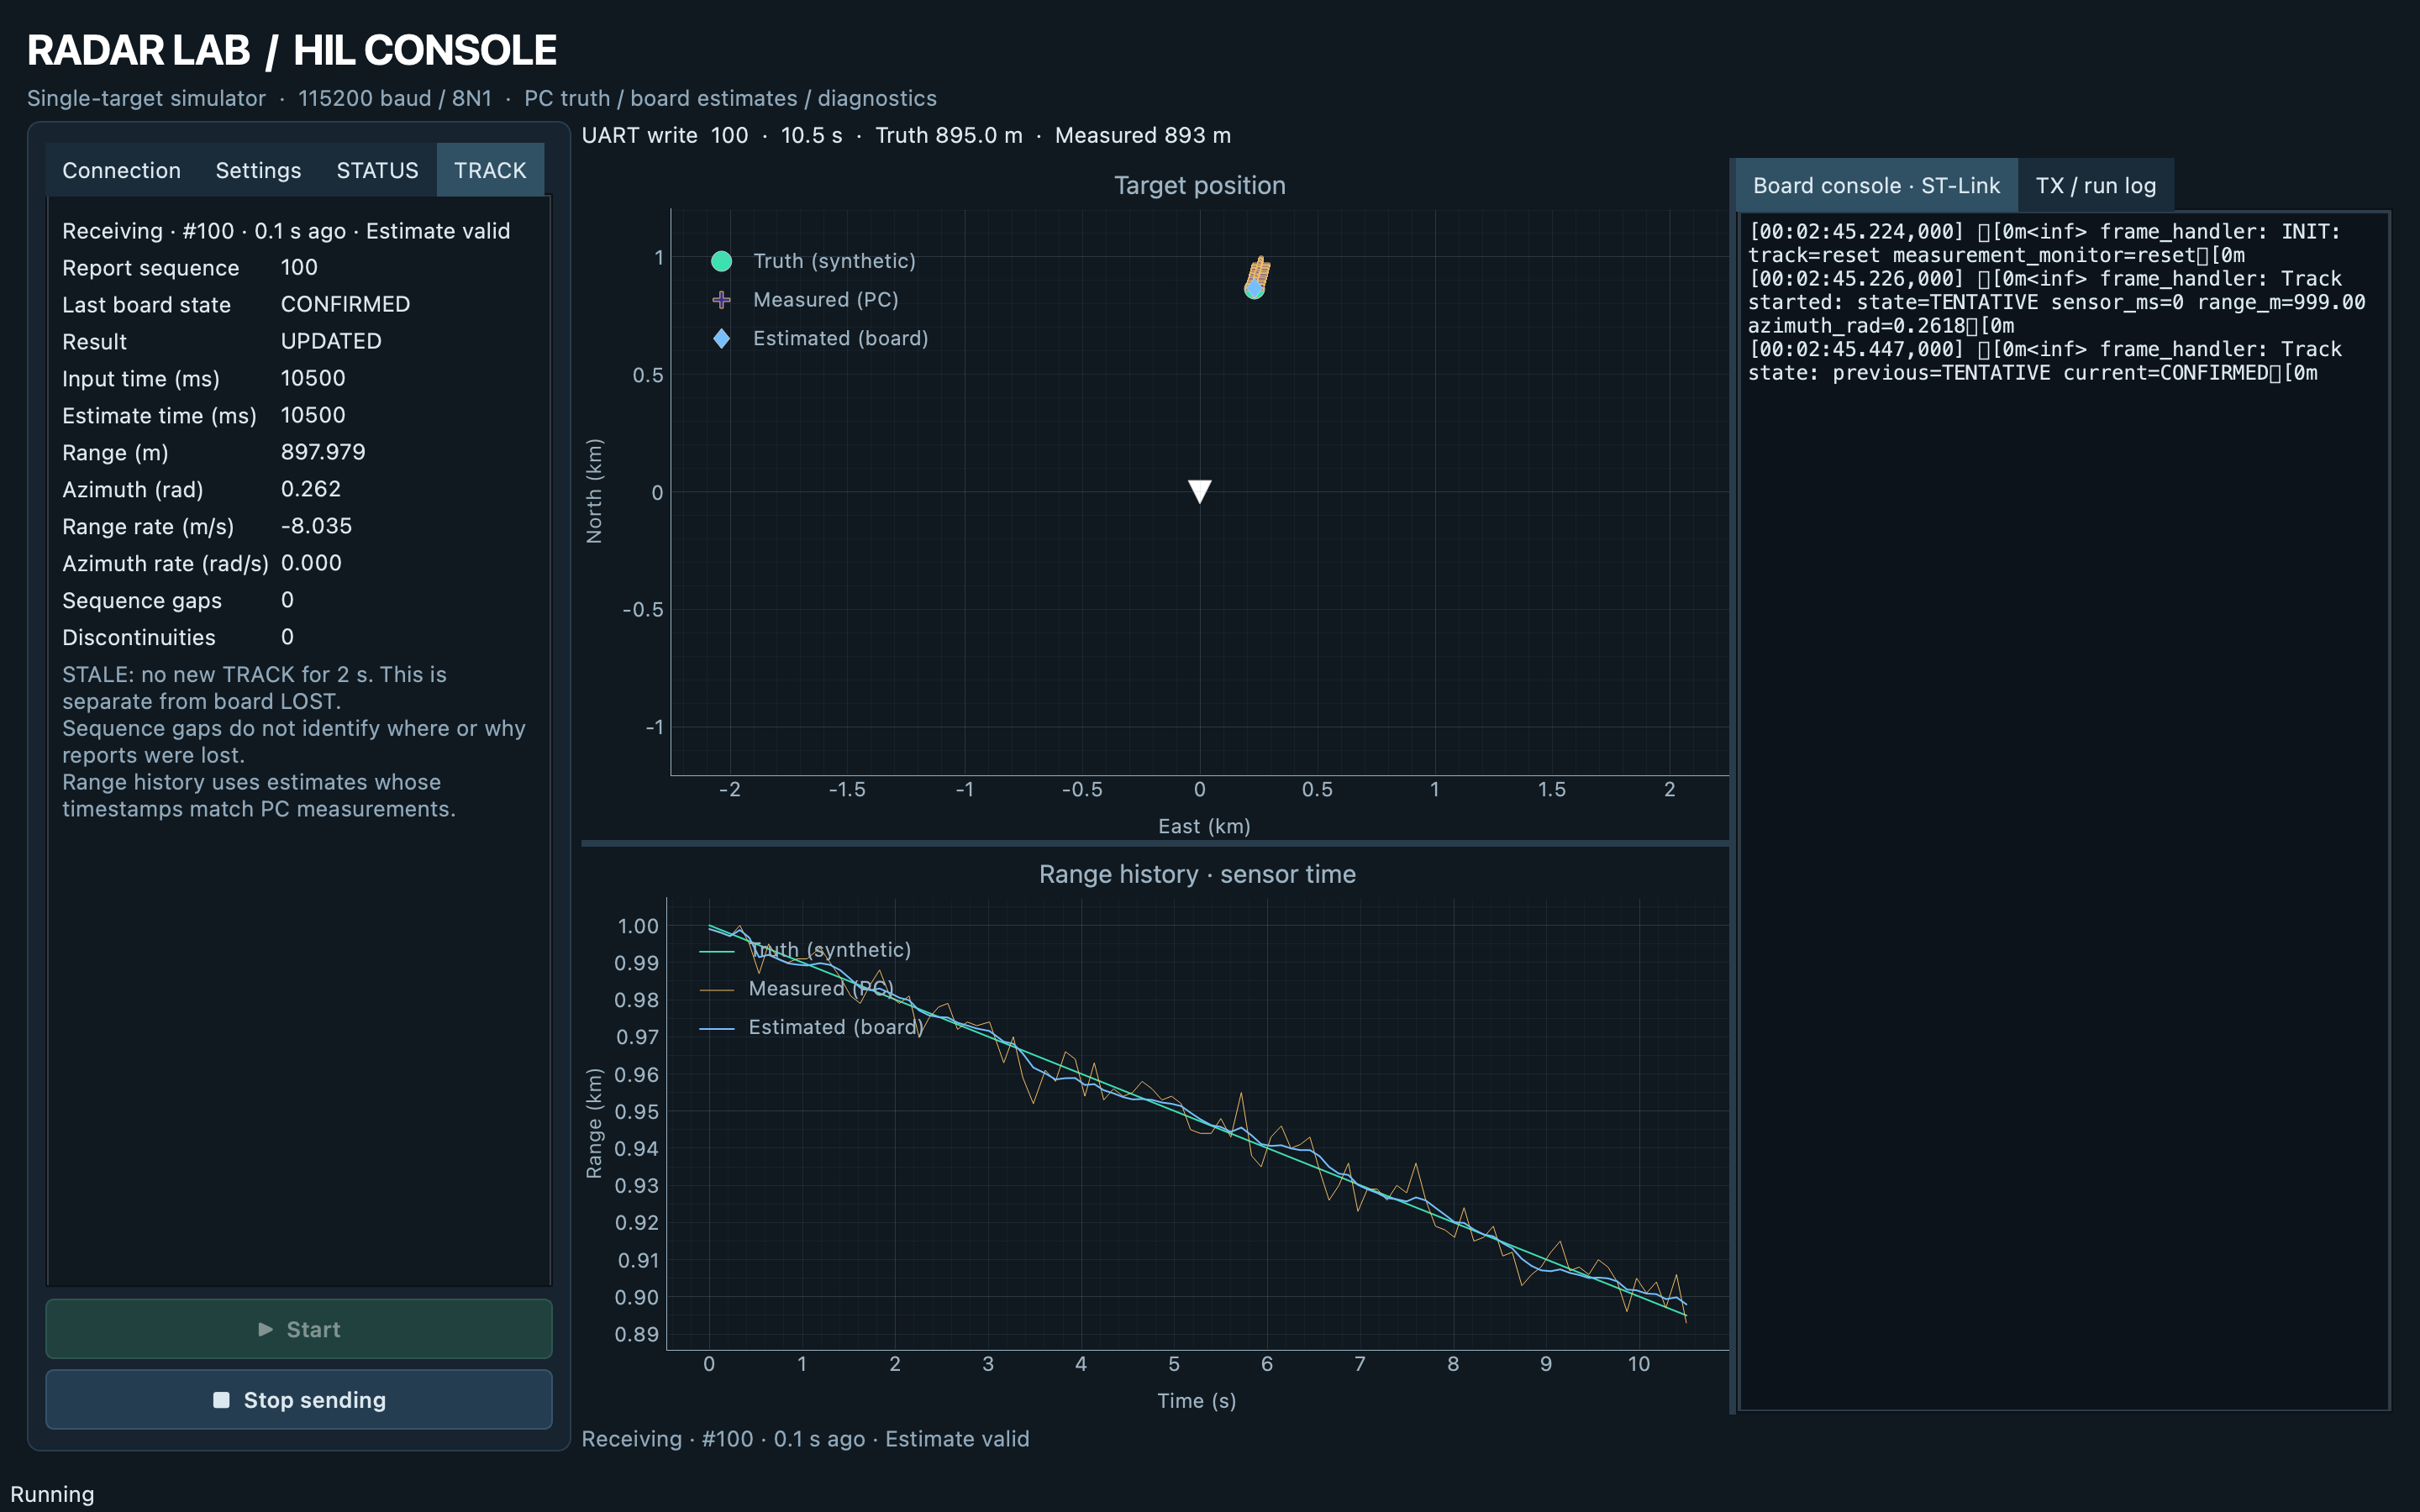 RADAR LAB / HIL CONSOLE
Single-target simulator · 115200 baud / 8N1 · PC truth / board estimates / diagnostics
Connection Settings STATUS TRACK
Receiving · #100 · 0.1 s ago · Estimate valid
Report sequence 100
Last board state CONFIRMED
Result UPDATED
Input time (ms) 10500
Estimate time (ms) 10500
Range (m) 897.979
Azimuth (rad) 0.262
Range rate (m/s) -8.035
Azimuth rate (rad/s) 0.000
Sequence gaps 0
Discontinuities 0
STALE: no new TRACK for 2 s. This is
separate from board LOST.
Sequence gaps do not identify where or why
reports were lost.
Range history uses estimates whose
timestamps match PC measurements.
▶ Start
■ Stop sending
UART write 100 · 10.5 s · Truth 895.0 m · Measured 893 m
Target position
Truth (synthetic)
Measured (PC)
Estimated (board)
North (km)
1
0.5
0
-0.5
-1
-2 -1.5 -1 -0.5 0 0.5 1 1.5 2
East (km)
Range history · sensor time
Truth (synthetic)
Measured (PC)
Estimated (board)
Range (km)
1.00
0.99
0.98
0.97
0.96
0.95
0.94
0.93
0.92
0.91
0.90
0.89
0 1 2 3 4 5 6 7 8 9 10
Time (s)
Receiving · #100 · 0.1 s ago · Estimate valid
Board console · ST-Link TX / run log
[00:02:45.224,000] ▯[0m<inf> frame_handler: INIT:
track=reset measurement_monitor=reset▯[0m
[00:02:45.226,000] ▯[0m<inf> frame_handler: Track
started: state=TENTATIVE sensor_ms=0 range_m=999.00
azimuth_rad=0.2618▯[0m
[00:02:45.447,000] ▯[0m<inf> frame_handler: Track
state: previous=TENTATIVE current=CONFIRMED▯[0m
Running